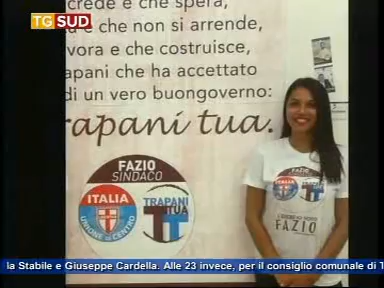 TG SUD
crede e che spera,
e che non si arrende,
vora e che costruisce,
apani che ha accettato
di un vero buongoverno:
rapani tua.
FAZIO
SINDACO
ITALIA
UNIONE DI CENTRO
TRAPANI
TUA
FAZIO
la Stabile e Giuseppe Cardella. Alle 23 invece, per il consiglio comunale di T